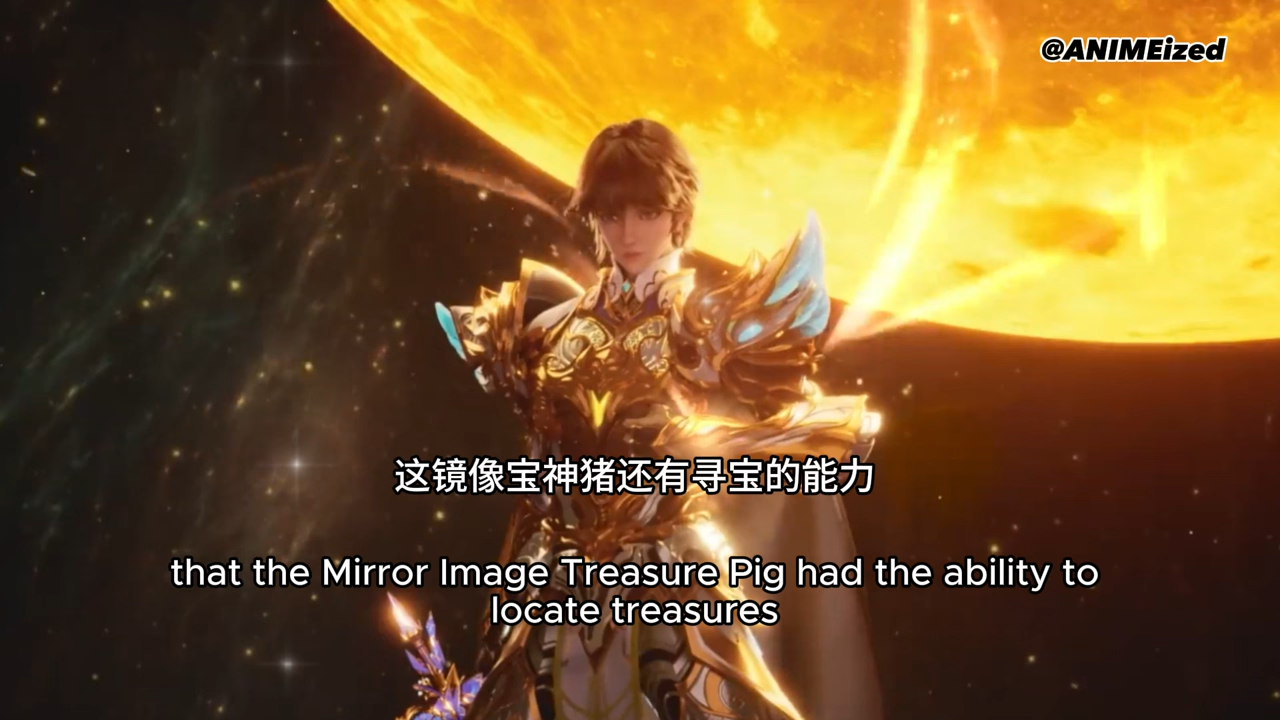 @ANIMEized
这镜像宝神猪还有寻宝的能力
that the Mirror Image Treasure Pig had the ability to
locate treasures